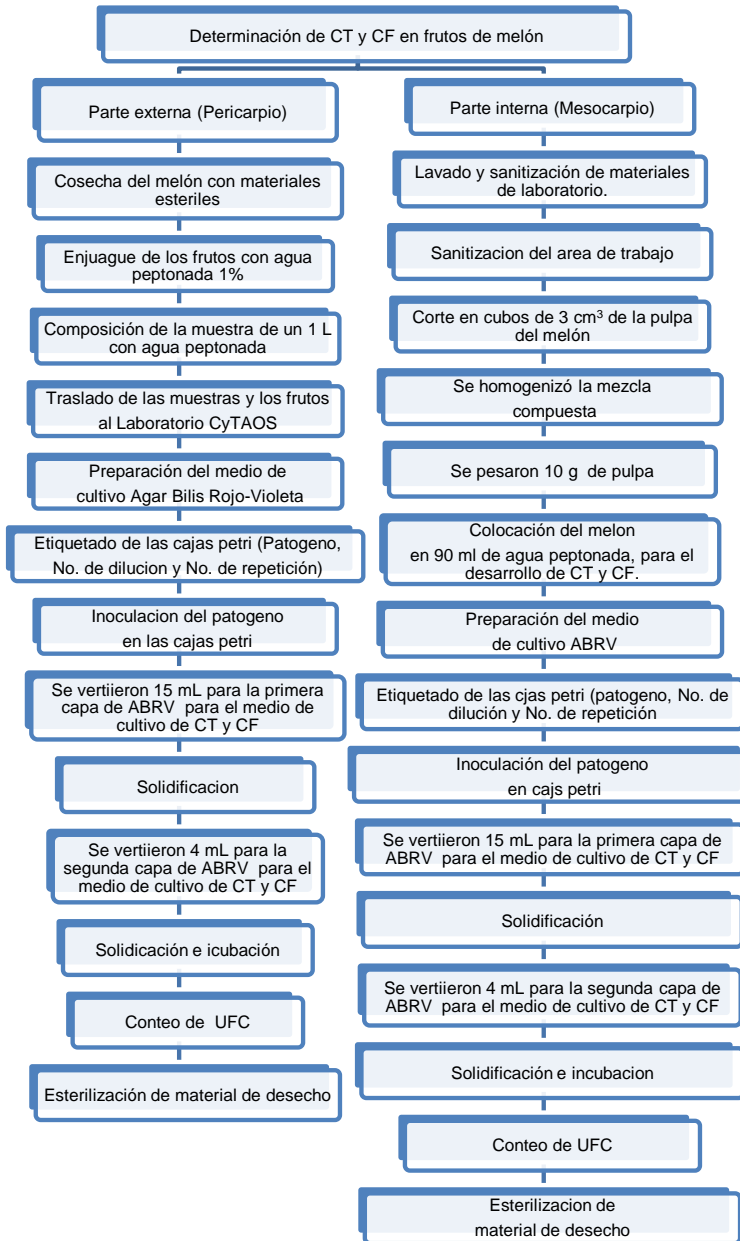 Determinación de CT y CF en frutos de melón
Parte externa (Pericarpio)
Cosecha del melón con materiales
esteriles
Enjuague de los frutos con agua
peptonada 1%
Composición de la muestra de un 1 L
con agua peptonada
Traslado de las muestras y los frutos
al Laboratorio CyTAOS
Preparación del medio de
cultivo Agar Bilis Rojo-Violeta
Etiquetado de las cajas petri (Patogeno,
No. de dilucion y No. de repetición)
Inoculacion del patogeno
en las cajas petri
Se vertiieron 15 mL para la primera
capa de ABRV para el medio de
cultivo de CT y CF
Solidificacion
Se vertiieron 4 mL para la
segunda capa de ABRV para el
medio de cultivo de CT y CF
Solidicación e icubación
Conteo de UFC
Esterilización de material de desecho
Parte interna (Mesocarpio)
Lavado y sanitización de materiales
de laboratorio.
Sanitizacion del area de trabajo
Corte en cubos de 3 cm³ de la pulpa
del melón
Se homogenizó la mezcla
compuesta
Se pesaron 10 g de pulpa
Colocación del melon
en 90 ml de agua peptonada, para el
desarrollo de CT y CF.
Preparación del medio
de cultivo ABRV
Etiquetado de las cjas petri (patogeno, No. de
dilución y No. de repetición
Inoculación del patogeno
en cajs petri
Se vertiieron 15 mL para la primera capa de
ABRV para el medio de cultivo de CT y CF
Solidificación
Se vertiieron 4 mL para la segunda capa de
ABRV para el medio de cultivo de CT y CF
Solidificación e incubacion
Conteo de UFC
Esterilizacion de
material de desecho